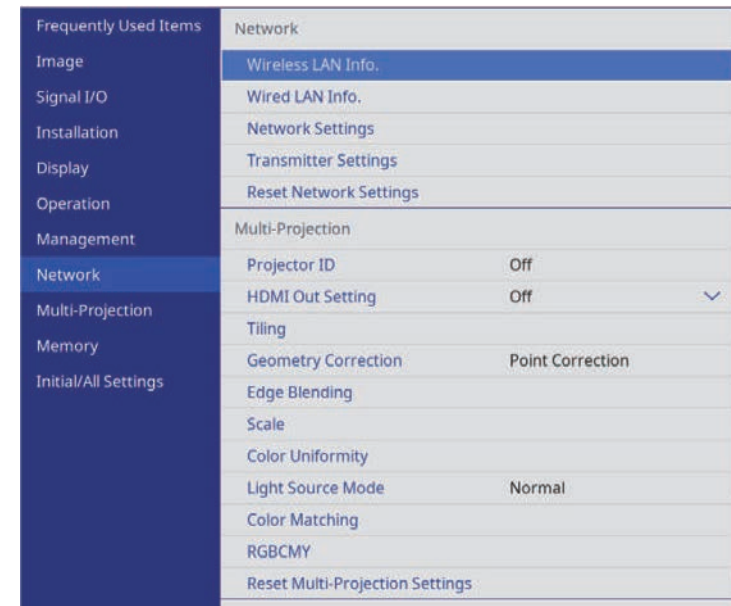 Frequently Used Items
Image
Signal I/O
Installation
Display
Operation
Management
Network
Multi-Projection
Memory
Initial/All Settings
Network
Wireless LAN Info.
Wired LAN Info.
Network Settings
Transmitter Settings
Reset Network Settings
Multi-Projection
Projector ID Off
HDMI Out Setting Off
Tiling
Geometry Correction Point Correction
Edge Blending
Scale
Color Uniformity
Light Source Mode Normal
Color Matching
RGBCMY
Reset Multi-Projection Settings